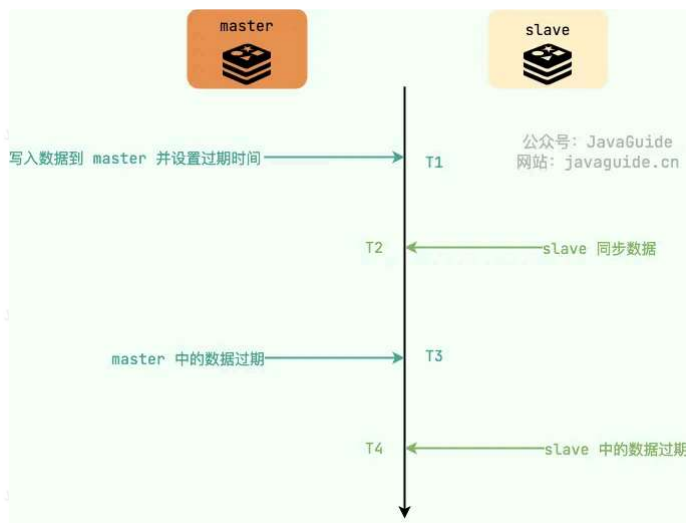 master
slave
写入数据到 master 并设置过期时间
T1
公众号：JavaGuide
网站：javaguide.cn
T2
slave 同步数据
master 中的数据过期
T3
T4
slave 中的数据过期